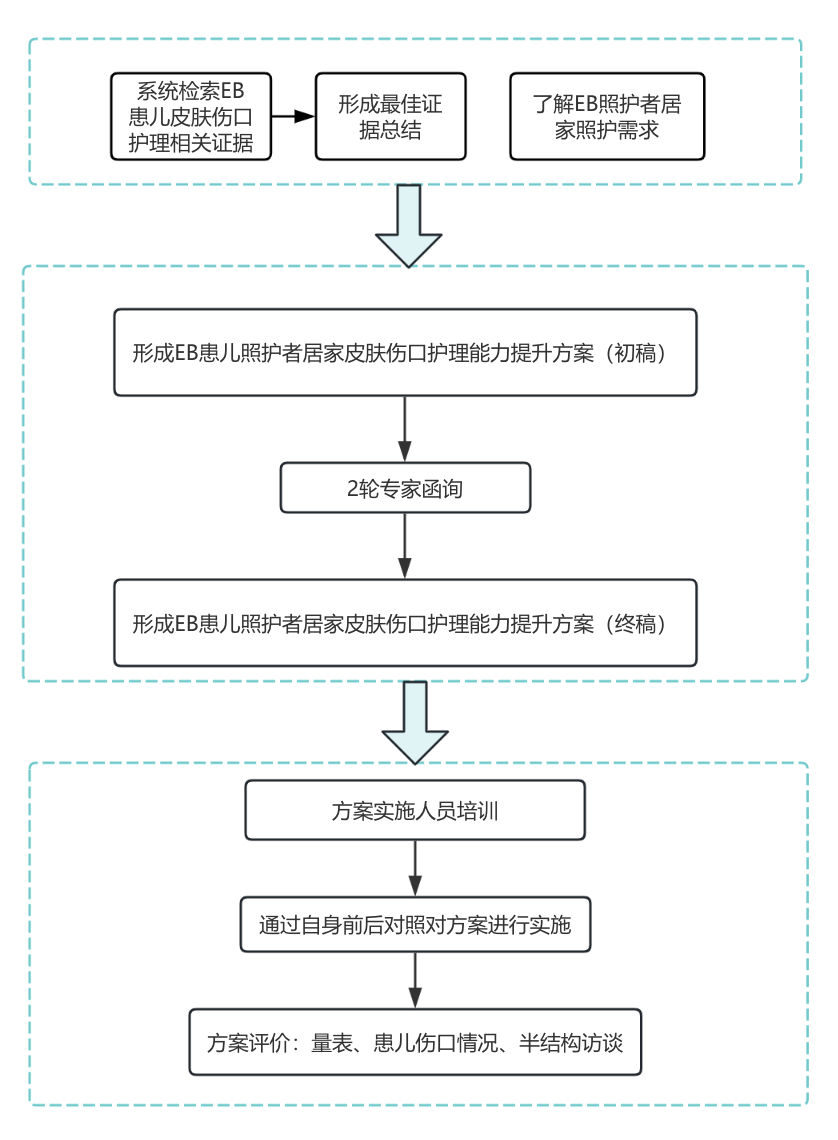 系统检索EB
患儿皮肤伤口
护理相关证据
形成最佳证
据总结
了解EB照护者居
家照护需求
形成EB患儿照护者居家皮肤伤口护理能力提升方案（初稿）
2轮专家函询
形成EB患儿照护者居家皮肤伤口护理能力提升方案（终稿）
方案实施人员培训
通过自身前后对照对方案进行实施
方案评价：量表、患儿伤口情况、半结构访谈